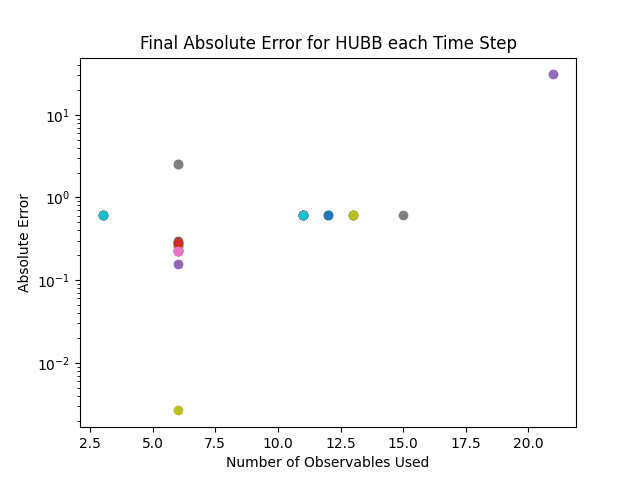 Final Absolute Error for HUBB each Time Step
Absolute Error
10¹
10⁰
10⁻¹
10⁻²
2.5 5.0 7.5 10.0 12.5 15.0 17.5 20.0
Number of Observables Used